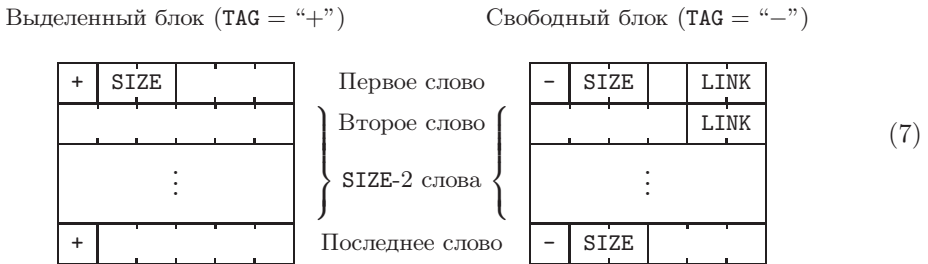 Выделенный блок (TAG = “+”) Свободный блок (TAG = “−”)
+ SIZE Первое слово - SIZE LINK
Второе слово LINK
(7)
⋮ SIZE-2 слова ⋮
+ Последнее слово - SIZE